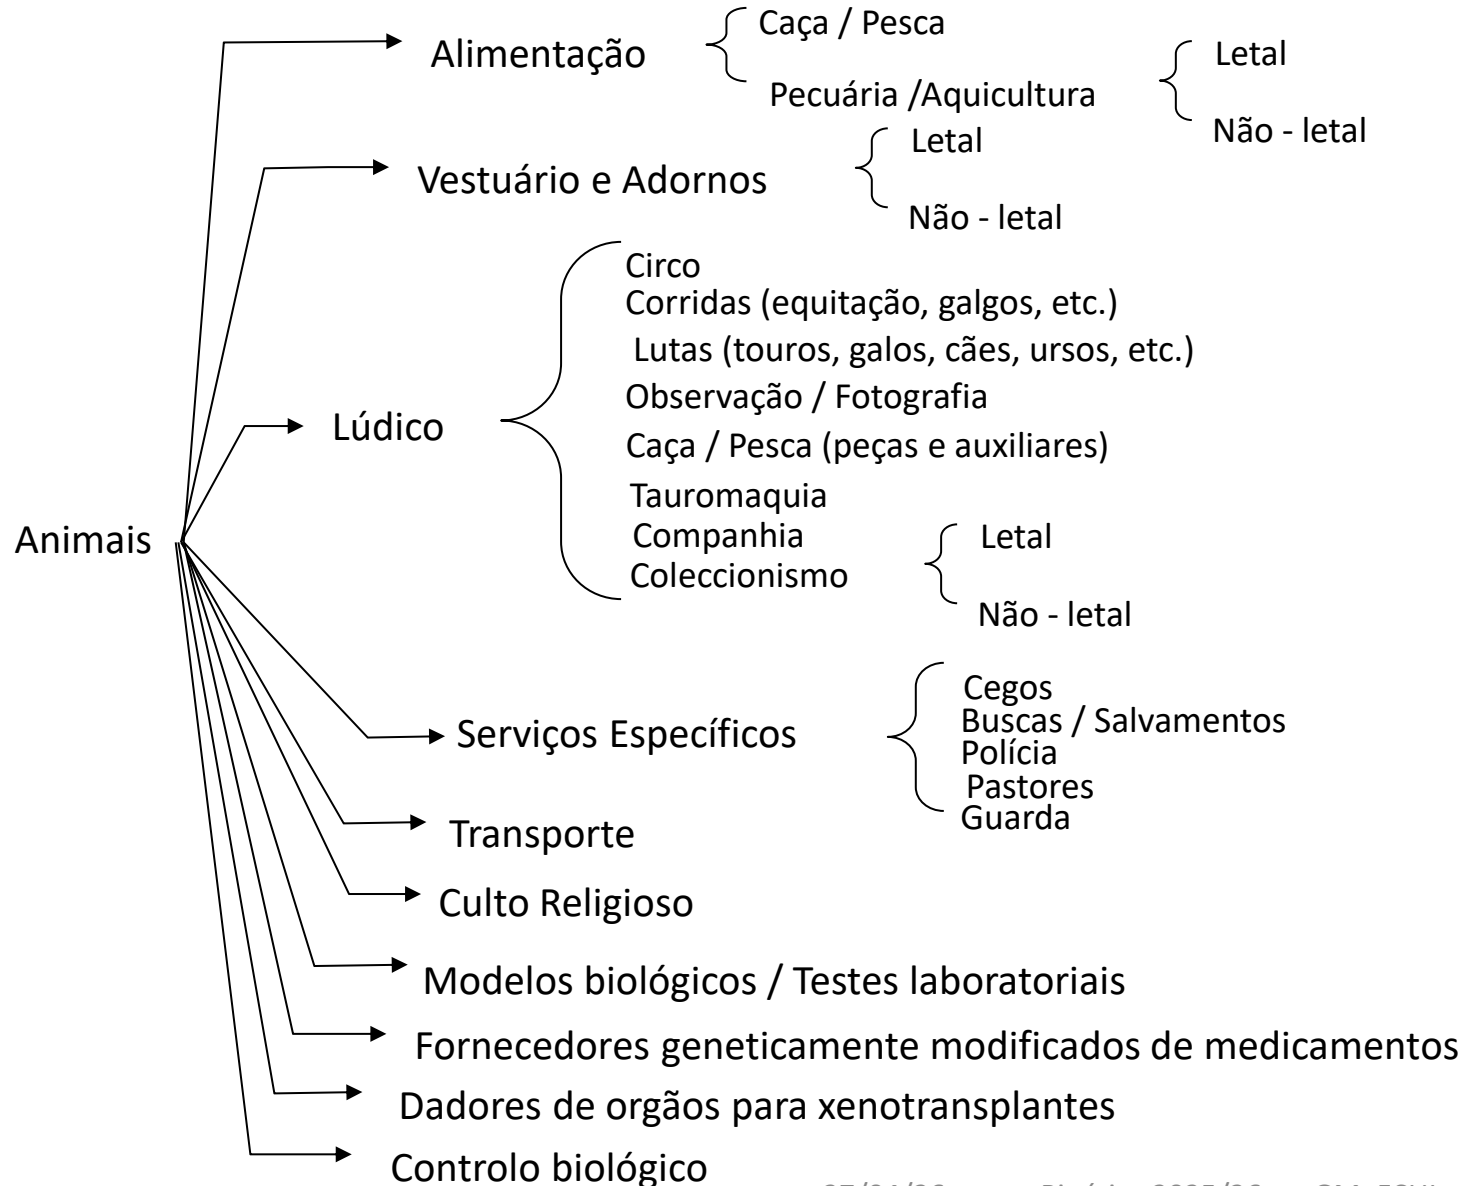 Alimentação
Caça / Pesca
Pecuária /Aquicultura
Letal
Não - letal
Vestuário e Adornos
Letal
Não - letal
Lúdico
Circo
Corridas (equitação, galgos, etc.)
Lutas (touros, galos, cães, ursos, etc.)
Observação / Fotografia
Caça / Pesca (peças e auxiliares)
Tauromaquia
Companhia
Coleccionismo
Letal
Não - letal
Animais
Serviços Específicos
Cegos
Buscas / Salvamentos
Polícia
Pastores
Guarda
Transporte
Culto Religioso
Modelos biológicos / Testes laboratoriais
Fornecedores geneticamente modificados de medicamentos
Dadores de orgãos para xenotransplantes
Controlo biológico